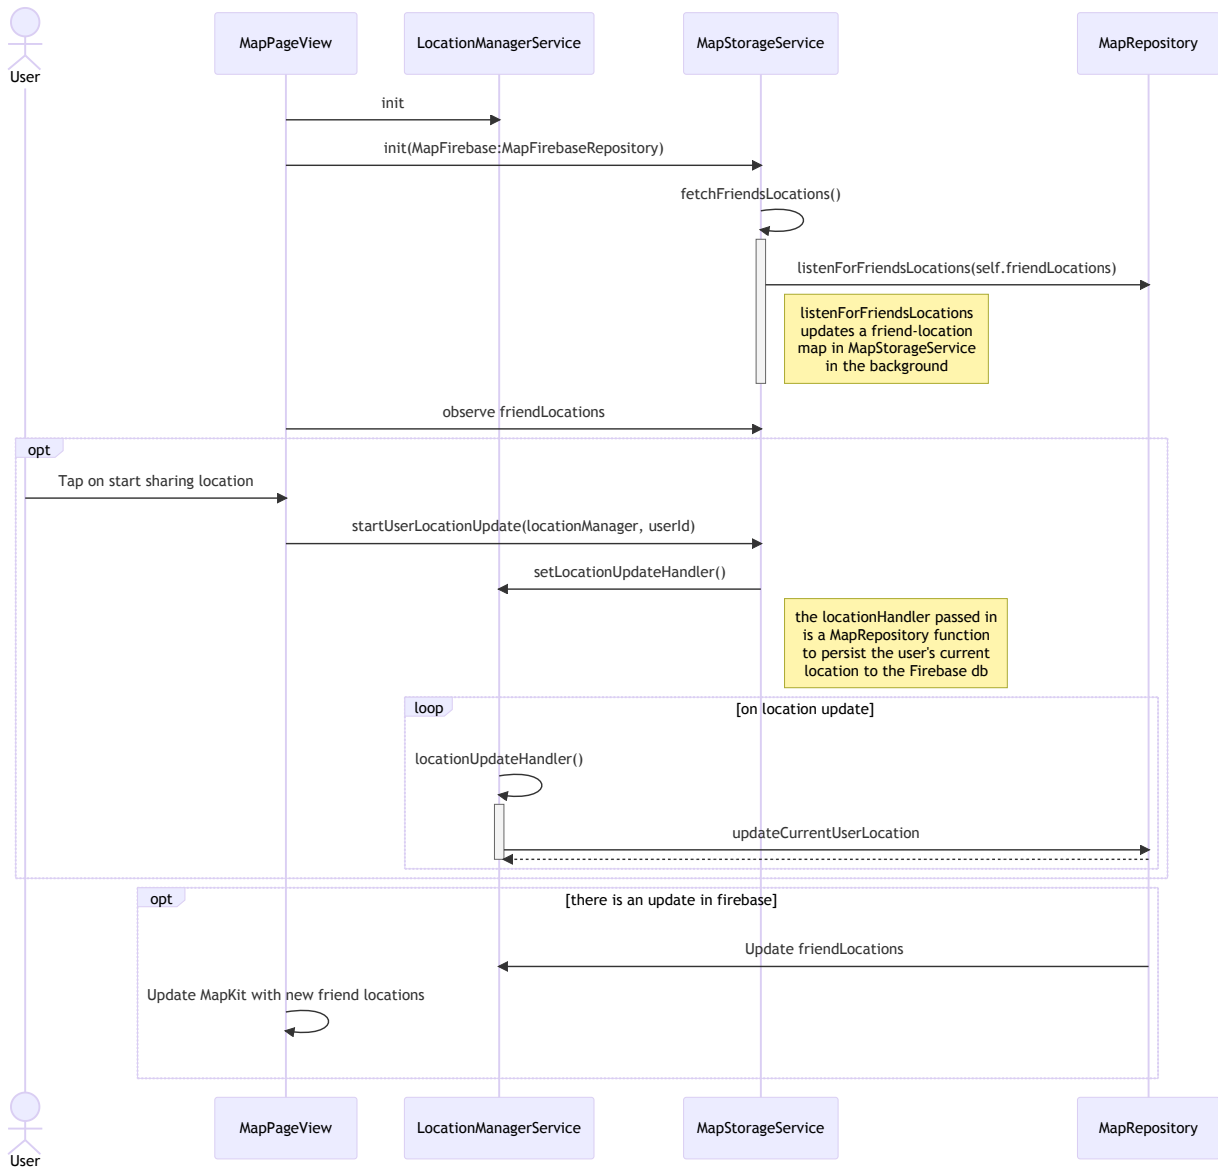 User
MapPageView
LocationManagerService
MapStorageService
MapRepository
init
init(MapFirebase:MapFirebaseRepository)
fetchFriendsLocations()
listenForFriendsLocations(self.friendLocations)
listenForFriendsLocations
updates a friend-location
map in MapStorageService
in the background
observe friendLocations
opt
Tap on start sharing location
startUserLocationUpdate(locationManager, userId)
setLocationUpdateHandler()
the locationHandler passed in
is a MapRepository function
to persist the user's current
location to the Firebase db
loop
[on location update]
locationUpdateHandler()
updateCurrentUserLocation
opt
[there is an update in firebase]
Update friendLocations
Update MapKit with new friend locations
User
MapPageView
LocationManagerService
MapStorageService
MapRepository